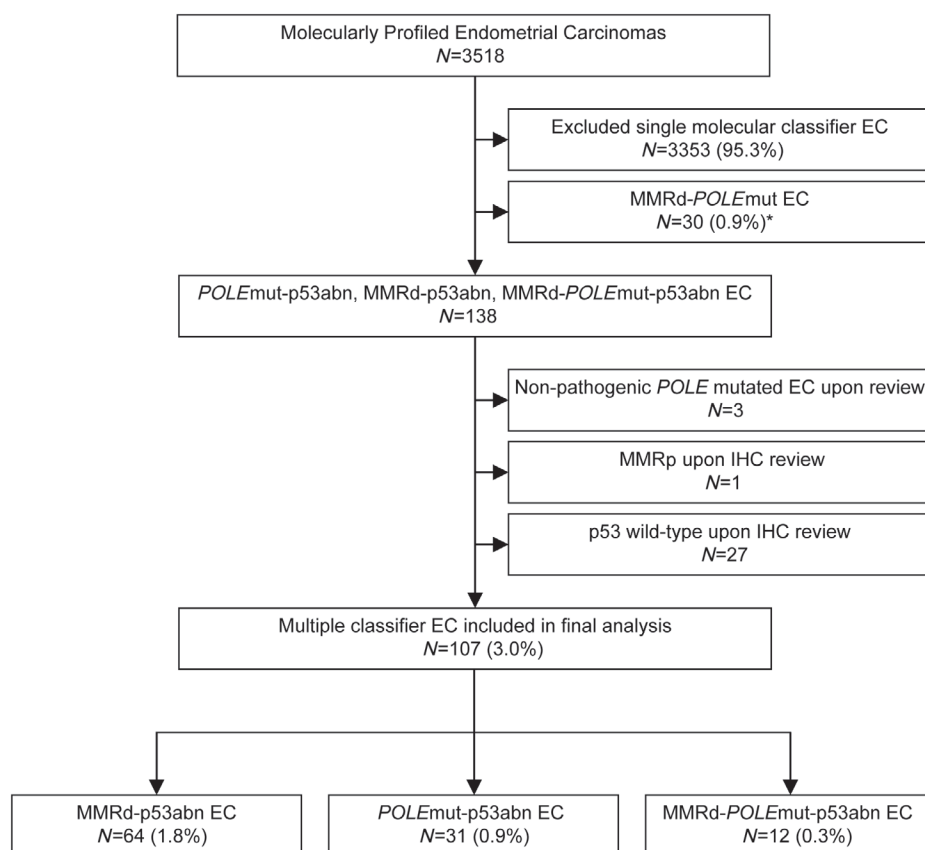 Molecularly Profiled Endometrial Carcinomas
N=3518
Excluded single molecular classifier EC
N=3353 (95.3%)
MMRd-POLEmut EC
N=30 (0.9%)*
POLEmut-p53abn, MMRd-p53abn, MMRd-POLEmut-p53abn EC
N=138
Non-pathogenic POLE mutated EC upon review
N=3
MMRp upon IHC review
N=1
p53 wild-type upon IHC review
N=27
Multiple classifier EC included in final analysis
N=107 (3.0%)
MMRd-p53abn EC
N=64 (1.8%)
POLEmut-p53abn EC
N=31 (0.9%)
MMRd-POLEmut-p53abn EC
N=12 (0.3%)